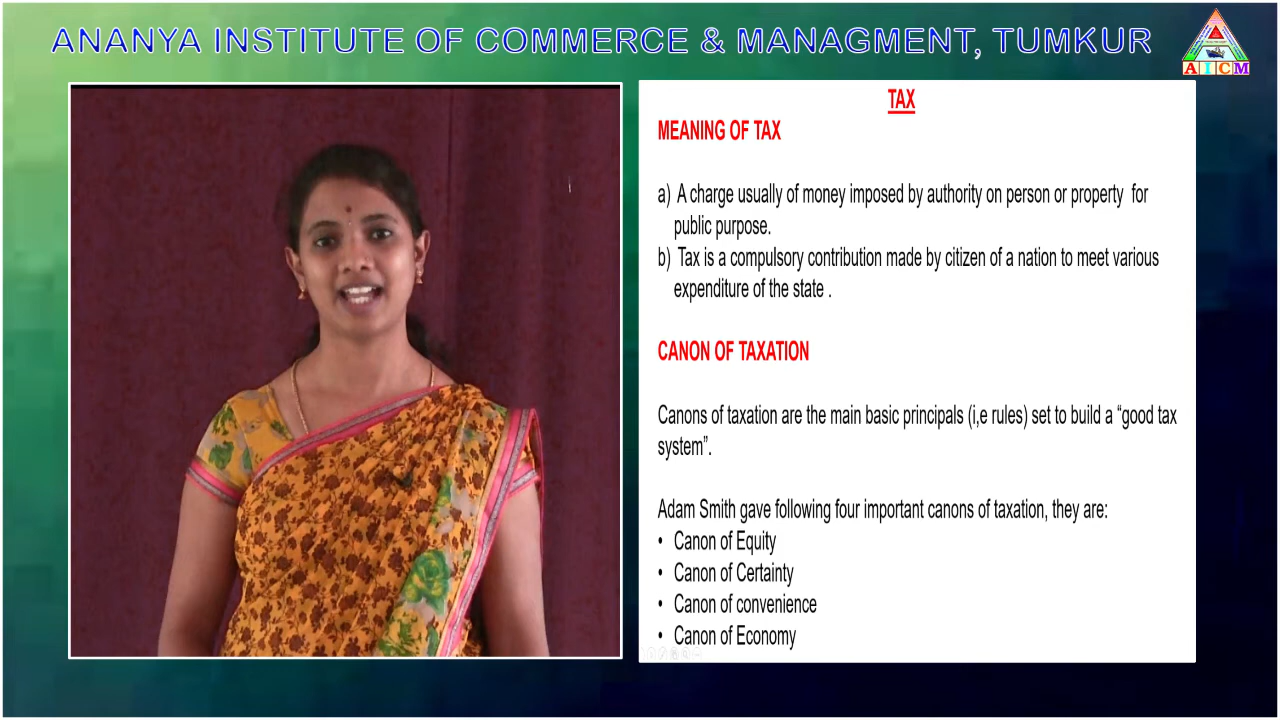 ANANYA INSTITUTE OF COMMERCE & MANAGMENT, TUMKUR
AICM
TAX
MEANING OF TAX
a) A charge usually of money imposed by authority on person or property for
public purpose.
b) Tax is a compulsory contribution made by citizen of a nation to meet various
expenditure of the state .
CANON OF TAXATION
Canons of taxation are the main basic principals (i,e rules) set to build a “good tax
system”.
Adam Smith gave following four important canons of taxation, they are:
• Canon of Equity
• Canon of Certainty
• Canon of convenience
• Canon of Economy